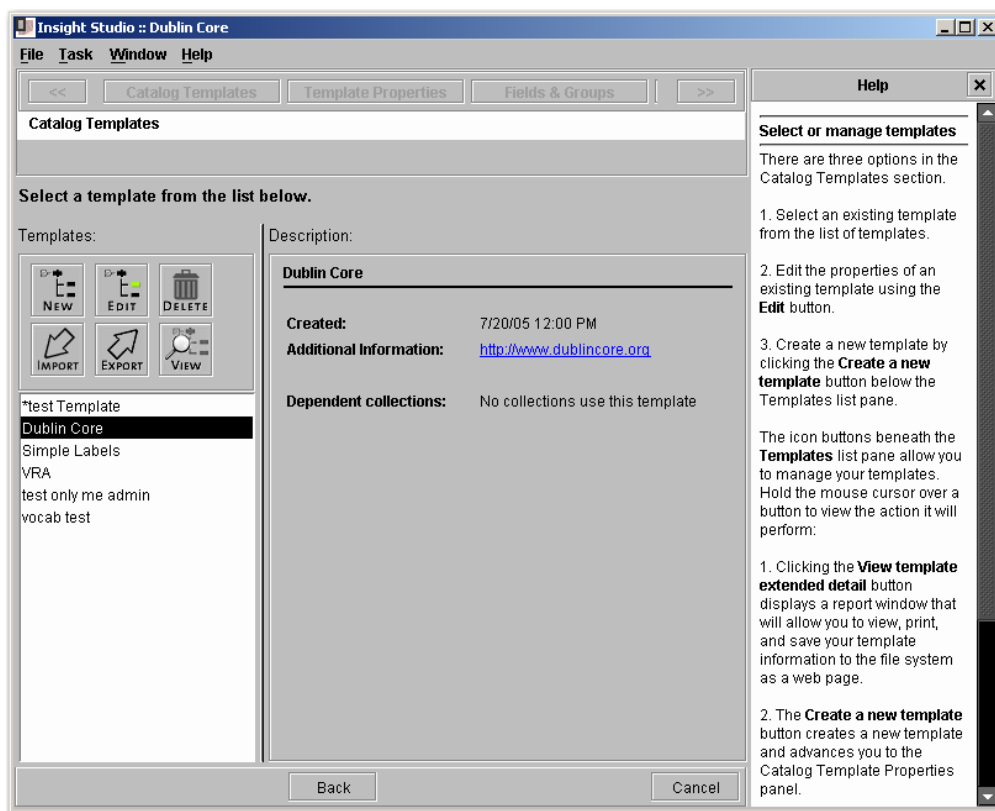 Insight Studio :: Dublin Core
File Task Window Help
<< Catalog Templates Template Properties Fields & Groups >>
Catalog Templates
Select a template from the list below.
Templates:
NEW EDIT DELETE
IMPORT EXPORT VIEW
*test Template
Dublin Core
Simple Labels
VRA
test only me admin
vocab test
Description:
Dublin Core
Created: 7/20/05 12:00 PM
Additional Information: http://www.dublincore.org
Dependent collections: No collections use this template
Back Cancel
Help
Select or manage templates
There are three options in the
Catalog Templates section.
1. Select an existing template
from the list of templates.
2. Edit the properties of an
existing template using the
Edit button.
3. Create a new template by
clicking the Create a new
template button below the
Templates list pane.
The icon buttons beneath the
Templates list pane allow you
to manage your templates.
Hold the mouse cursor over a
button to view the action it will
perform:
1. Clicking the View template
extended detail button
displays a report window that
will allow you to view, print,
and save your template
information to the file system
as a web page.
2. The Create a new template
button creates a new template
and advances you to the
Catalog Template Properties
panel.